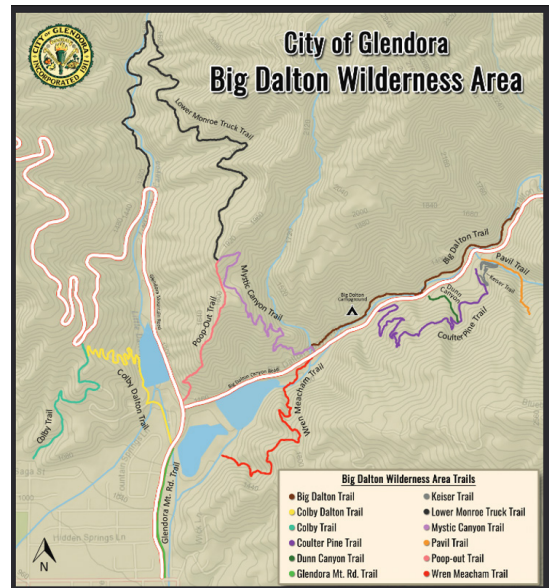 CITY OF GLENDORA
INCORPORATED 1911
City of Glendora
Big Dalton Wilderness Area
Lower Monroe Truck Trail
Big Dalton Trail
Pavil Trail
Keiser Trail
Mystic Canyon Trail
Big Dalton
Campground
Dunn
Canyon
Coulter Pine Trail
Glendora Mountain Road
Poop-Out Trail
Big Dalton Canyon Road
Wren Meacham Trail
Colby Dalton Trail
Colby Trail
Glendora Mt. Rd. Trail
Hidden Springs Ln
N
Big Dalton Wilderness Area Trails
Big Dalton Trail
Colby Dalton Trail
Colby Trail
Coulter Pine Trail
Dunn Canyon Trail
Glendora Mt. Rd. Trail
Keiser Trail
Lower Monroe Truck Trail
Mystic Canyon Trail
Pavil Trail
Poop-out Trail
Wren Meacham Trail